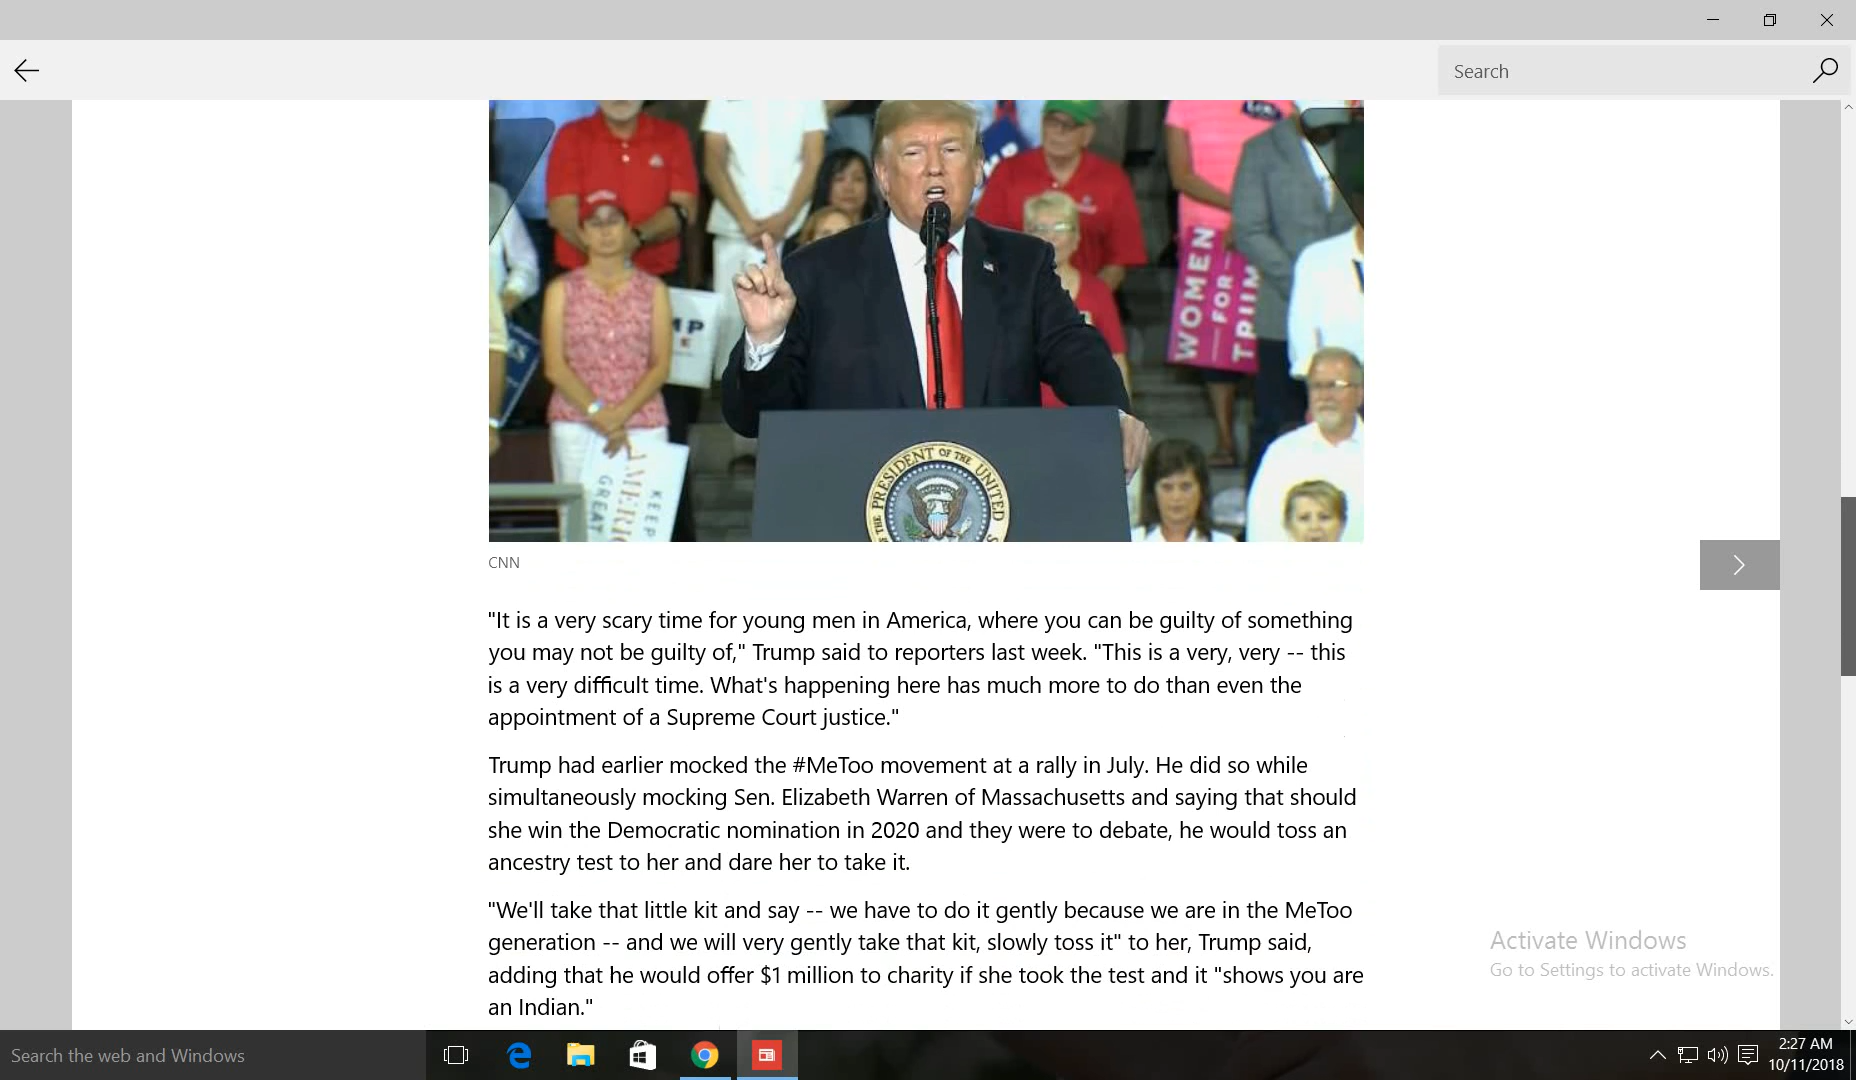 Search
WOMEN
FOR
TRUM
MP
KEEP
AMERIC
GREAT
THE PRESIDENT OF THE UNITED S
CNN
"It is a very scary time for young men in America, where you can be guilty of something
you may not be guilty of," Trump said to reporters last week. "This is a very, very -- this
is a very difficult time. What's happening here has much more to do than even the
appointment of a Supreme Court justice."
Trump had earlier mocked the #MeToo movement at a rally in July. He did so while
simultaneously mocking Sen. Elizabeth Warren of Massachusetts and saying that should
she win the Democratic nomination in 2020 and they were to debate, he would toss an
ancestry test to her and dare her to take it.
"We'll take that little kit and say -- we have to do it gently because we are in the MeToo
generation -- and we will very gently take that kit, slowly toss it" to her, Trump said,
adding that he would offer $1 million to charity if she took the test and it "shows you are
an Indian."
Activate Windows
Go to Settings to activate Windows.
Search the web and Windows
2:27 AM
10/11/2018